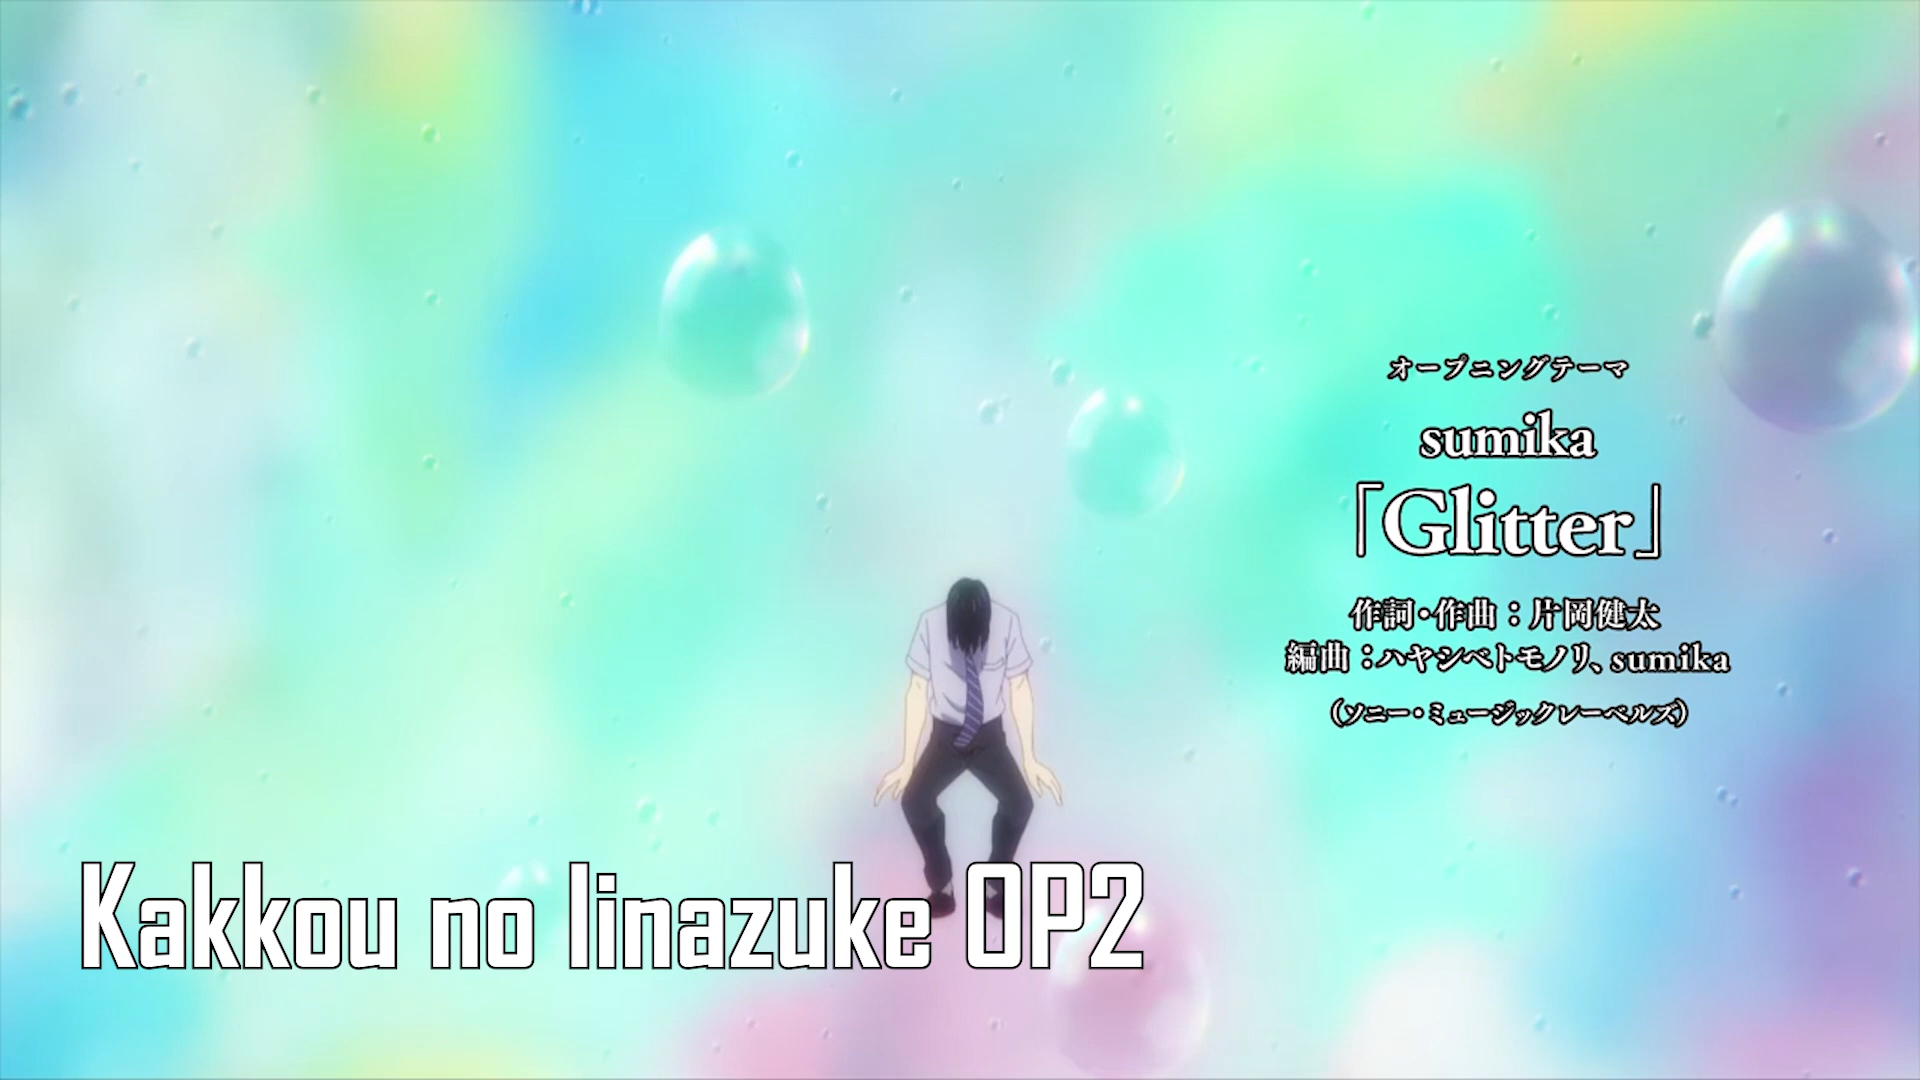 オープニングテーマ
sumika
「Glitter」
作詞・作曲：片岡健太
編曲：ハヤシベトモノリ、sumika
（ソニー・ミュージックレーベルズ）
Kakkou no Iinazuke OP2